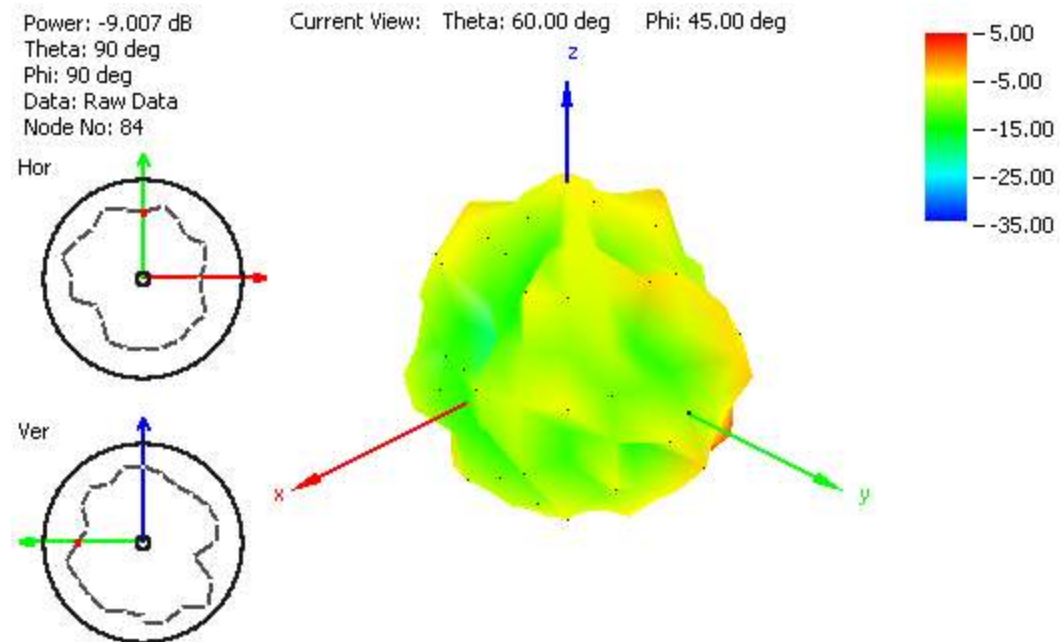 Power: -9.007 dB
Theta: 90 deg
Phi: 90 deg
Data: Raw Data
Node No: 84
Current View: Theta: 60.00 deg Phi: 45.00 deg
Hor
Ver
z
x
y
5.00
-5.00
-15.00
-25.00
-35.00